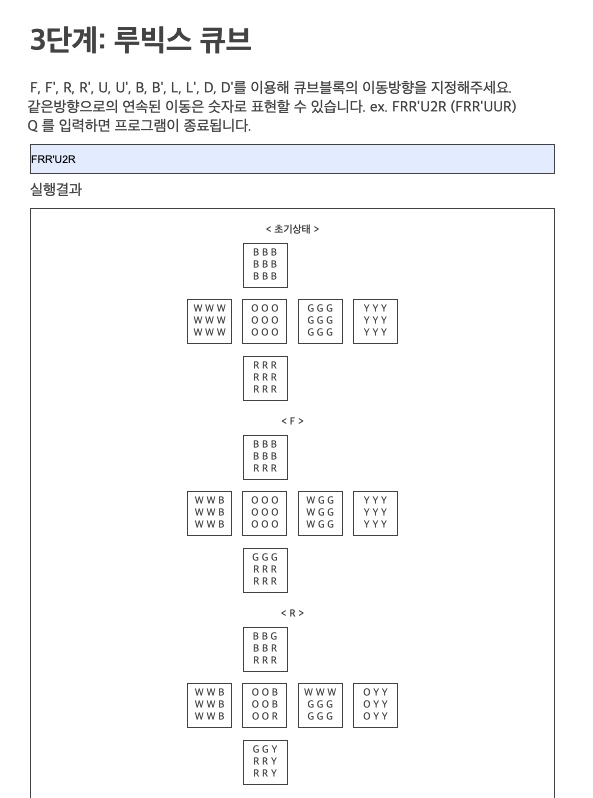 3단계: 루빅스 큐브
F, F', R, R', U, U', B, B', L, L', D, D'를 이용해 큐브블록의 이동방향을 지정해주세요.
같은방향으로의 연속된 이동은 숫자로 표현할 수 있습니다. ex. FRR'U2R (FRR'UUR)
Q 를 입력하면 프로그램이 종료됩니다.
FRR'U2R
실행결과
< 초기상태 >
B B B
B B B
B B B
W W W O O O G G G Y Y Y
W W W O O O G G G Y Y Y
W W W O O O G G G Y Y Y
R R R
R R R
R R R
< F >
B B B
B B B
R R R
W W B O O O W G G Y Y Y
W W B O O O W G G Y Y Y
W W B O O O W G G Y Y Y
G G G
R R R
R R R
< R >
B B G
B B R
R R R
W W B O O B W W W O Y Y
W W B O O B G G G O Y Y
W W B O O R G G G O Y Y
G G Y
R R Y
R R Y